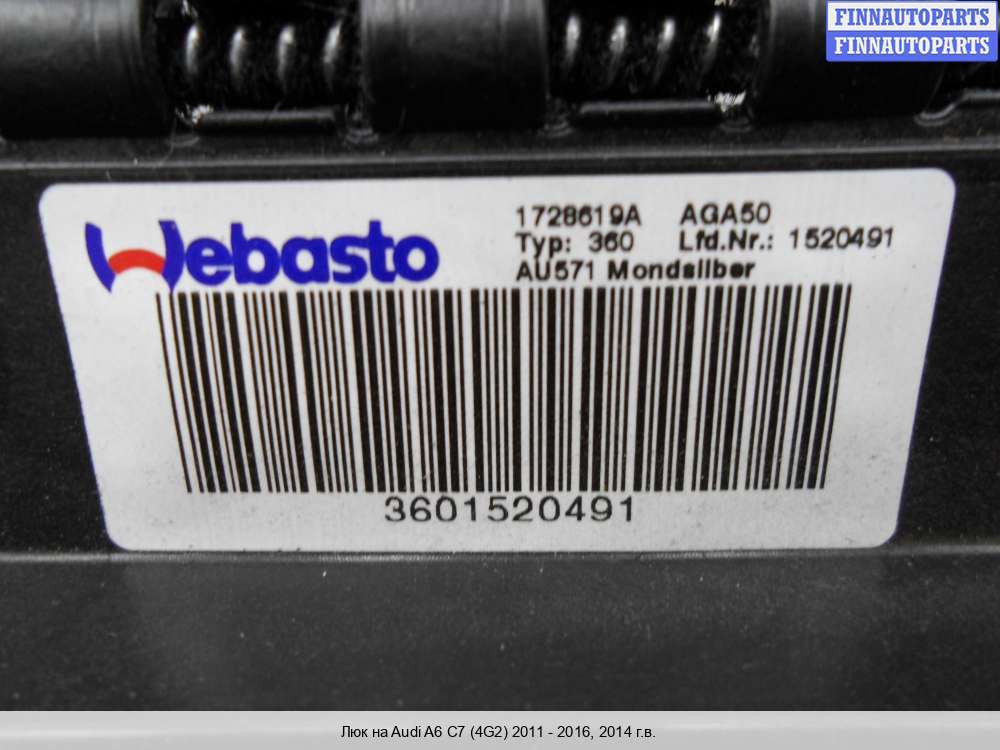 FINNAUTOPARTS
FINNAUTOPARTS
Webasto
1728619A AGA50
Typ: 360 Lfd.Nr.: 1520491
AU571 Mondsilber
3601520491
Люк на Audi A6 C7 (4G2) 2011 - 2016, 2014 г.в.